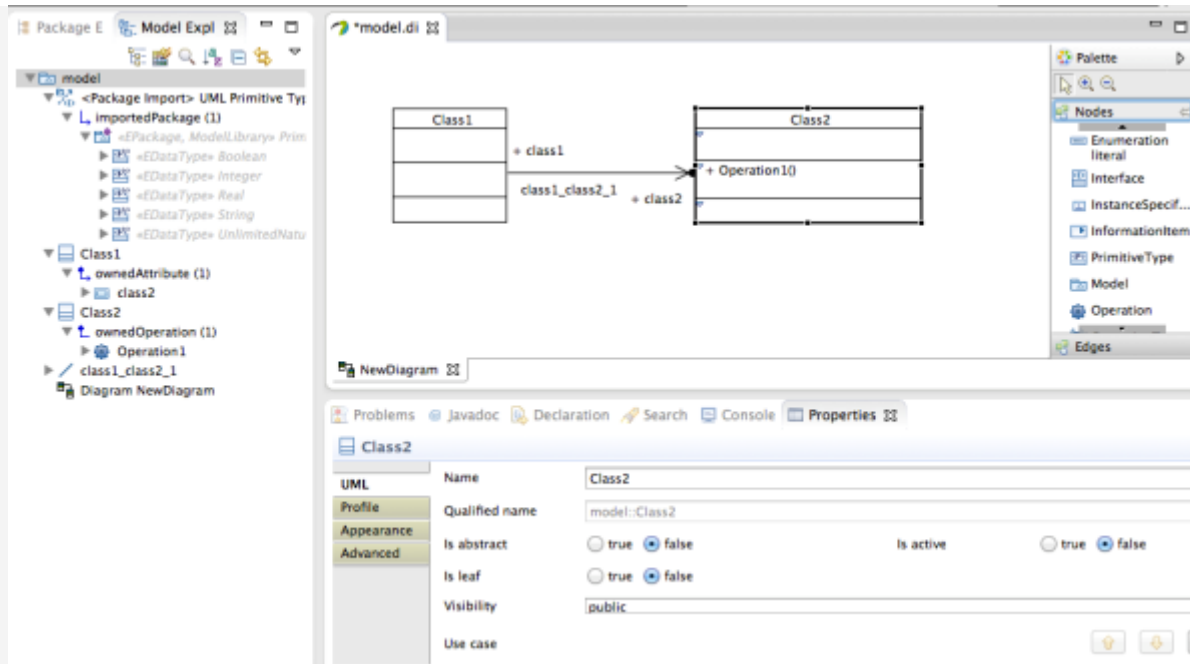 Package E
Model Expl
model
<Package Import> UML Primitive Typ
importedPackage (1)
«EPackage, ModelLibrary» Prim
«EDataType» Boolean
«EDataType» Integer
«EDataType» Real
«EDataType» String
«EDataType» UnlimitedNatu
Class1
ownedAttribute (1)
class2
Class2
ownedOperation (1)
Operation1
class1_class2_1
Diagram NewDiagram
*model.di
Class1
+ class1
class1_class2_1
+ class2
Class2
+ Operation1()
Palette
Nodes
Enumeration
literal
Interface
InstanceSpecif...
InformationItem
PrimitiveType
Model
Operation
Edges
NewDiagram
Problems
Javadoc
Declaration
Search
Console
Properties
Class2
UML
Profile
Appearance
Advanced
Name Class2
Qualified name model::Class2
Is abstract true false Is active true false
Is leaf true false
Visibility public
Use case